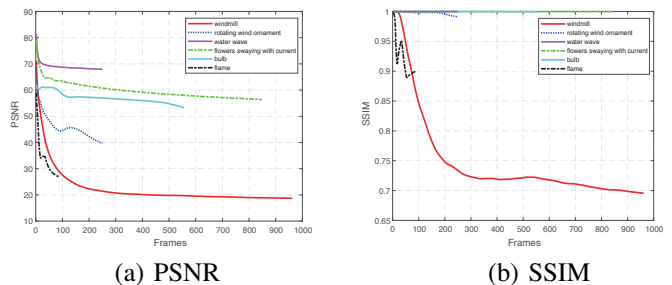 90
80
70
60
50
40
30
20
10
PSNR
0 100 200 300 400 500 600 700 800 900 1000
Frames
windmill
rotating wind ornament
water wave
flowers swaying with current
bulb
flame
(a) PSNR
1
0.95
0.9
0.85
0.8
0.75
0.7
0.65
SSIM
0 100 200 300 400 500 600 700 800 900 1000
Frames
windmill
rotating wind ornament
water wave
flowers swaying with current
bulb
flame
(b) SSIM